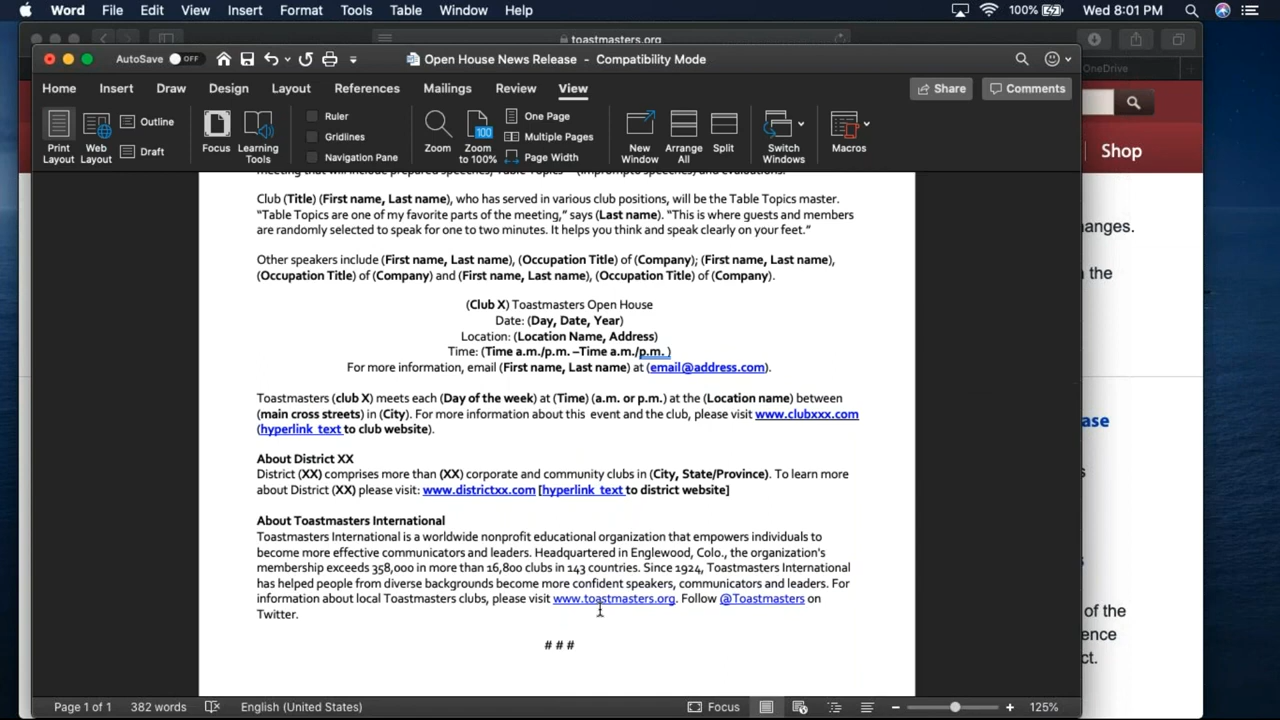 Word File Edit View Insert Format Tools Table Window Help 100% Wed 8:01 PM
toastmasters.org
AutoSave OFF Open House News Release - Compatibility Mode
OneDrive
Home Insert Draw Design Layout References Mailings Review View Share Comments
Print Layout
Web Layout
Outline
Draft
Focus
Learning Tools
Ruler
Gridlines
Navigation Pane
Zoom
100
Zoom to 100%
One Page
Multiple Pages
Page Width
New Window
Arrange All
Split
Switch Windows
Macros
Shop
meeting that will include prepared speeches, Table Topics™ (impromptu speeches) and evaluations.
Club (Title) (First name, Last name), who has served in various club positions, will be the Table Topics master.
“Table Topics are one of my favorite parts of the meeting,” says (Last name). “This is where guests and members
are randomly selected to speak for one to two minutes. It helps you think and speak clearly on your feet.”
Other speakers include (First name, Last name), (Occupation Title) of (Company); (First name, Last name),
(Occupation Title) of (Company) and (First name, Last name), (Occupation Title) of (Company).
(Club X) Toastmasters Open House
Date: (Day, Date, Year)
Location: (Location Name, Address)
Time: (Time a.m./p.m. –Time a.m./p.m. )
For more information, email (First name, Last name) at (email@address.com).
Toastmasters (club X) meets each (Day of the week) at (Time) (a.m. or p.m.) at the (Location name) between
(main cross streets) in (City). For more information about this event and the club, please visit www.clubxxx.com
(hyperlink text to club website).
About District XX
District (XX) comprises more than (XX) corporate and community clubs in (City, State/Province). To learn more
about District (XX) please visit: www.districtxx.com [hyperlink text to district website]
About Toastmasters International
Toastmasters International is a worldwide nonprofit educational organization that empowers individuals to
become more effective communicators and leaders. Headquartered in Englewood, Colo., the organization's
membership exceeds 358,000 in more than 16,800 clubs in 143 countries. Since 1924, Toastmasters International
has helped people from diverse backgrounds become more confident speakers, communicators and leaders. For
information about local Toastmasters clubs, please visit www.toastmasters.org. Follow @Toastmasters on
Twitter.
# # #
hanges.
the
ase
of the
ence
ct.
Page 1 of 1 382 words English (United States) Focus 125%